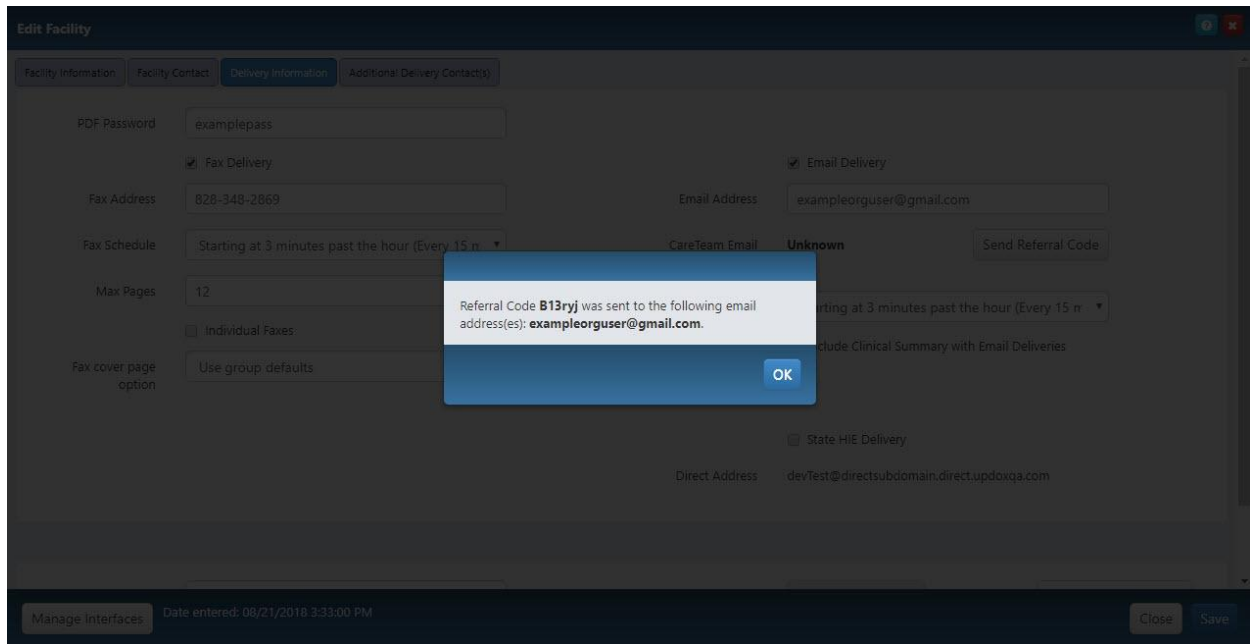 Edit Facility
Facility Information Facility Contact Delivery Information Additional Delivery Contact(s)
PDF Password examplepass
Fax Delivery Email Delivery
Fax Address 828-348-2869 Email Address exampleorguser@gmail.com
Fax Schedule Starting at 3 minutes past the hour (Every 15 m CareTeam Email Unknown Send Referral Code
Max Pages 12 rting at 3 minutes past the hour (Every 15 m
Referral Code B13ryj was sent to the following email
address(es): exampleorguser@gmail.com.
Individual Faxes clude Clinical Summary with Email Deliveries
Fax cover page Use group defaults
option
OK
State HIE Delivery
Direct Address devTest@directsubdomain.direct.updoxqa.com
Manage Interfaces Date entered: 08/21/2018 3:33:00 PM Close Save